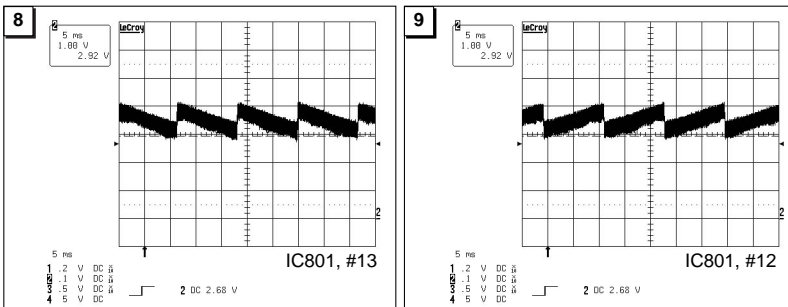 8
2
5 ms
1.00 V
2.92 V
LeCroy
2
IC801, #13
5 ms
1 .2 V DC
2 .1 V DC
3 .5 V DC
4 5 V DC
2 DC 2.68 V
9
2
5 ms
1.00 V
2.92 V
LeCroy
2
IC801, #12
5 ms
1 .2 V DC
2 .1 V DC
3 .5 V DC
4 5 V DC
2 DC 2.68 V